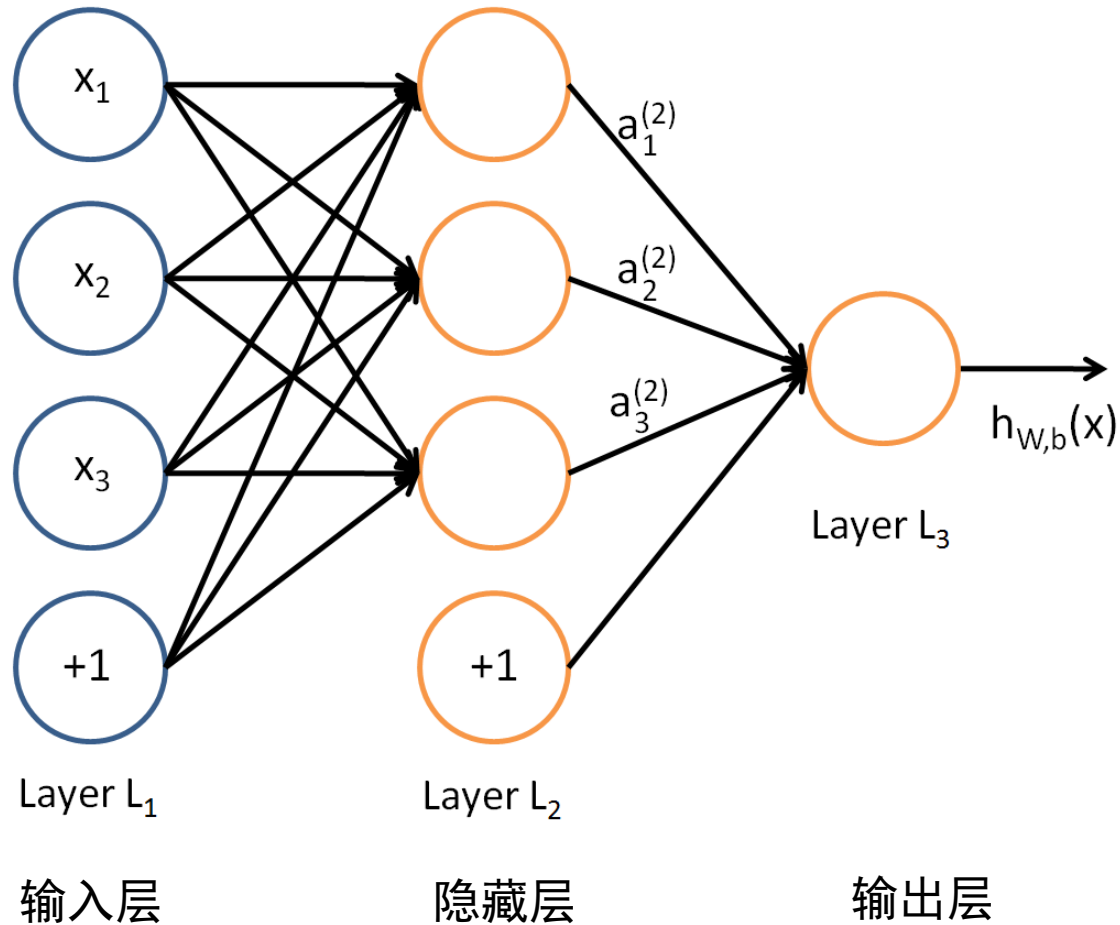 x₁
x₂
x₃
+1
Layer L₁
+1
Layer L₂
a₁⁽²⁾
a₂⁽²⁾
a₃⁽²⁾
h_W,b(x)
Layer L₃
输入层
隐藏层
输出层